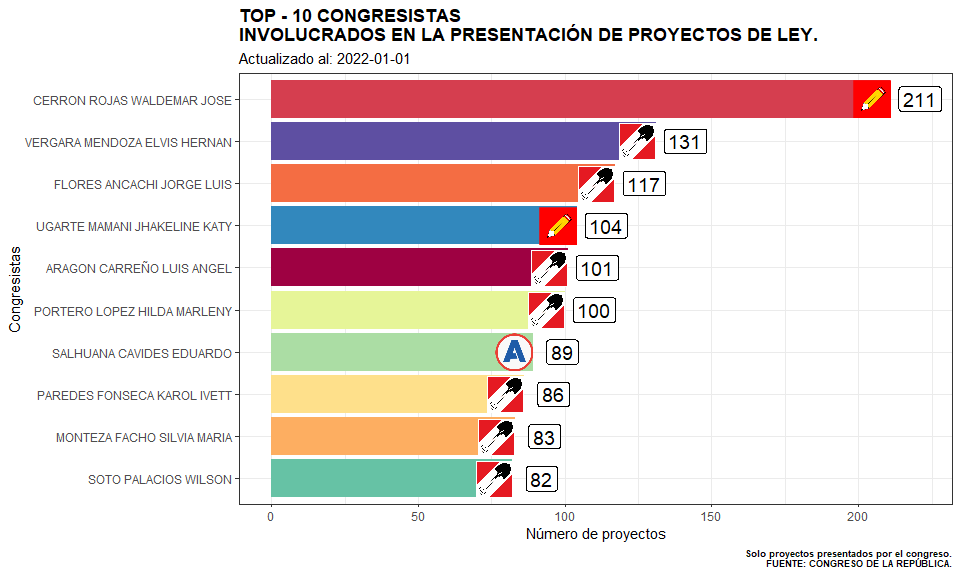 TOP - 10 CONGRESISTAS
INVOLUCRADOS EN LA PRESENTACIÓN DE PROYECTOS DE LEY.
Actualizado al: 2022-01-01
Congresistas
CERRON ROJAS WALDEMAR JOSE 211
VERGARA MENDOZA ELVIS HERNAN 131
FLORES ANCACHI JORGE LUIS 117
UGARTE MAMANI JHAKELINE KATY 104
ARAGON CARREÑO LUIS ANGEL 101
PORTERO LOPEZ HILDA MARLENY 100
SALHUANA CAVIDES EDUARDO A 89
PAREDES FONSECA KAROL IVETT 86
MONTEZA FACHO SILVIA MARIA 83
SOTO PALACIOS WILSON 82
0 50 100 150 200
Número de proyectos
Solo proyectos presentados por el congreso.
FUENTE: CONGRESO DE LA REPÚBLICA.